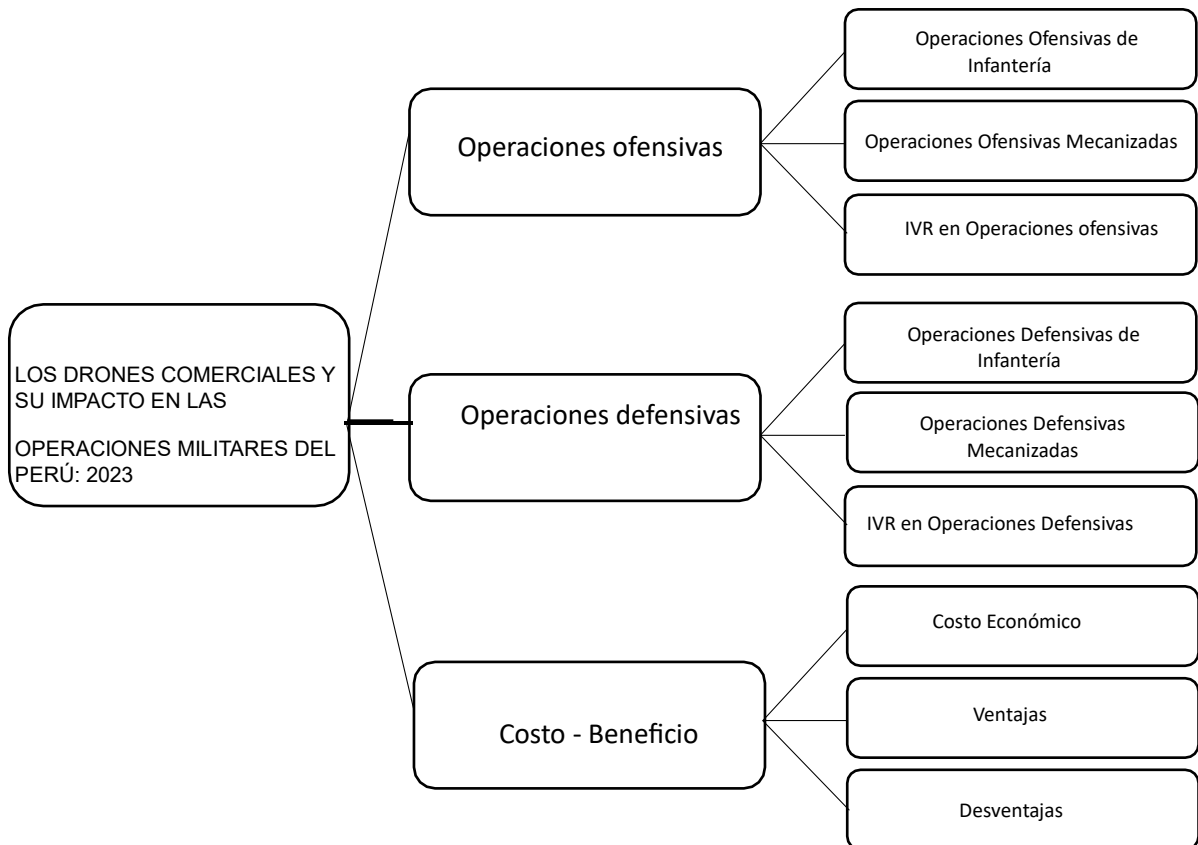 LOS DRONES COMERCIALES Y
SU IMPACTO EN LAS
OPERACIONES MILITARES DEL
PERÚ: 2023
Operaciones ofensivas
Operaciones Ofensivas de
Infantería
Operaciones Ofensivas Mecanizadas
IVR en Operaciones ofensivas
Operaciones defensivas
Operaciones Defensivas de
Infantería
Operaciones Defensivas
Mecanizadas
IVR en Operaciones Defensivas
Costo - Beneficio
Costo Económico
Ventajas
Desventajas